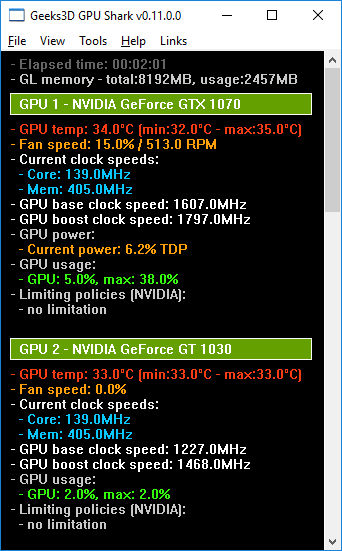 Geeks3D GPU Shark v0.11.0.0
File View Tools Help Links
- Elapsed time: 00:02:01
- GL memory - total:8192MB, usage:2457MB
GPU 1 - NVIDIA GeForce GTX 1070
- GPU temp: 34.0°C (min:32.0°C - max:35.0°C)
- Fan speed: 15.0% / 513.0 RPM
- Current clock speeds:
- Core: 139.0MHz
- Mem: 405.0MHz
- GPU base clock speed: 1607.0MHz
- GPU boost clock speed: 1797.0MHz
- GPU power:
- Current power: 6.2% TDP
- GPU usage:
- GPU: 5.0%, max: 38.0%
- Limiting policies (NVIDIA):
- no limitation
GPU 2 - NVIDIA GeForce GT 1030
- GPU temp: 33.0°C (min:33.0°C - max:33.0°C)
- Fan speed: 0.0%
- Current clock speeds:
- Core: 139.0MHz
- Mem: 405.0MHz
- GPU base clock speed: 1227.0MHz
- GPU boost clock speed: 1468.0MHz
- GPU usage:
- GPU: 2.0%, max: 2.0%
- Limiting policies (NVIDIA):
- no limitation